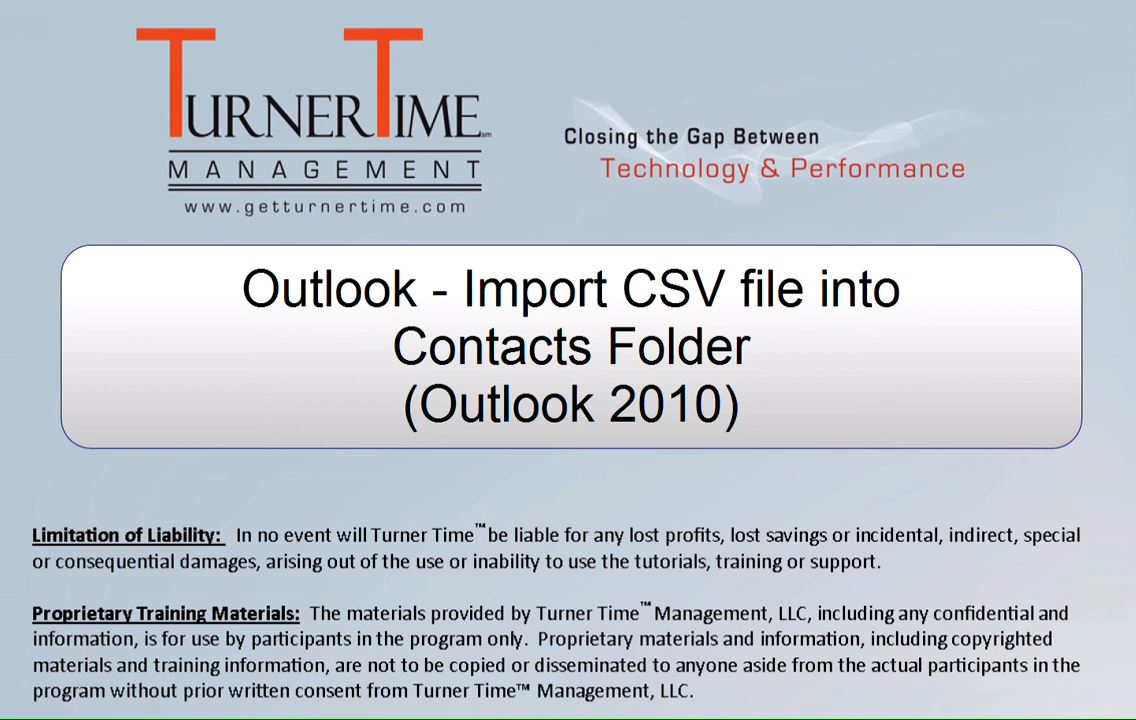 TURNERTIME℠
MANAGEMENT
www.getturnertime.com
Closing the Gap Between
Technology & Performance
Outlook - Import CSV file into
Contacts Folder
(Outlook 2010)
Limitation of Liability: In no event will Turner Time™ be liable for any lost profits, lost savings or incidental, indirect, special
or consequential damages, arising out of the use or inability to use the tutorials, training or support.
Proprietary Training Materials: The materials provided by Turner Time™ Management, LLC, including any confidential and
information, is for use by participants in the program only. Proprietary materials and information, including copyrighted
materials and training information, are not to be copied or disseminated to anyone aside from the actual participants in the
program without prior written consent from Turner Time™ Management, LLC.